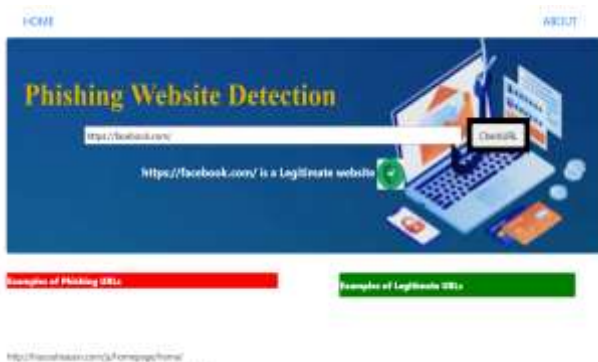 HOME
ABOUT
Phishing Website Detection
https://facebook.com/
CheckURL
https://facebook.com/ is a Legitimate website
Examples of Phishing URLs
Examples of Legitimate URLs